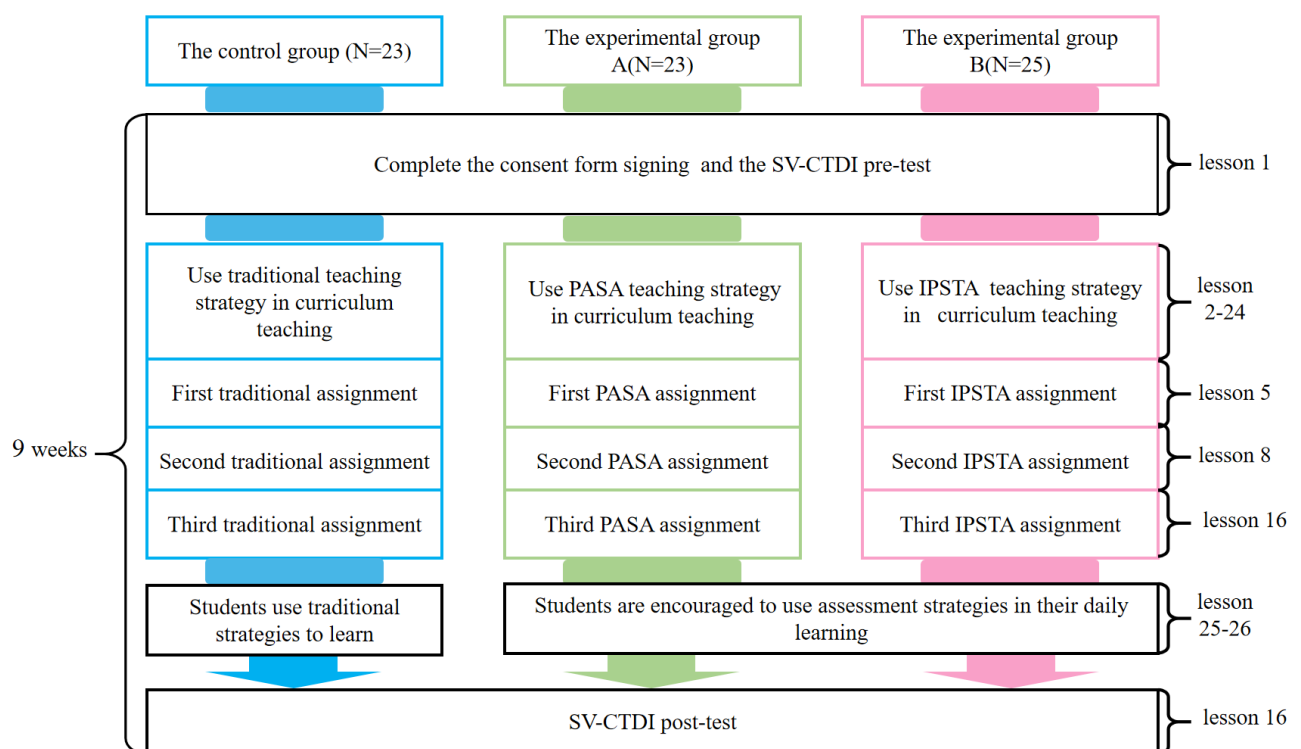 The control group (N=23)
The experimental group
A(N=23)
The experimental group
B(N=25)
Complete the consent form signing and the SV-CTDI pre-test
lesson 1
Use traditional teaching
strategy in curriculum
teaching
Use PASA teaching strategy
in curriculum teaching
Use IPSTA teaching strategy
in curriculum teaching
lesson
2-24
First traditional assignment
First PASA assignment
First IPSTA assignment
lesson 5
9 weeks
Second traditional assignment
Second PASA assignment
Second IPSTA assignment
lesson 8
Third traditional assignment
Third PASA assignment
Third IPSTA assignment
lesson 16
Students use traditional
strategies to learn
Students are encouraged to use assessment strategies in their daily
learning
lesson
25-26
SV-CTDI post-test
lesson 16